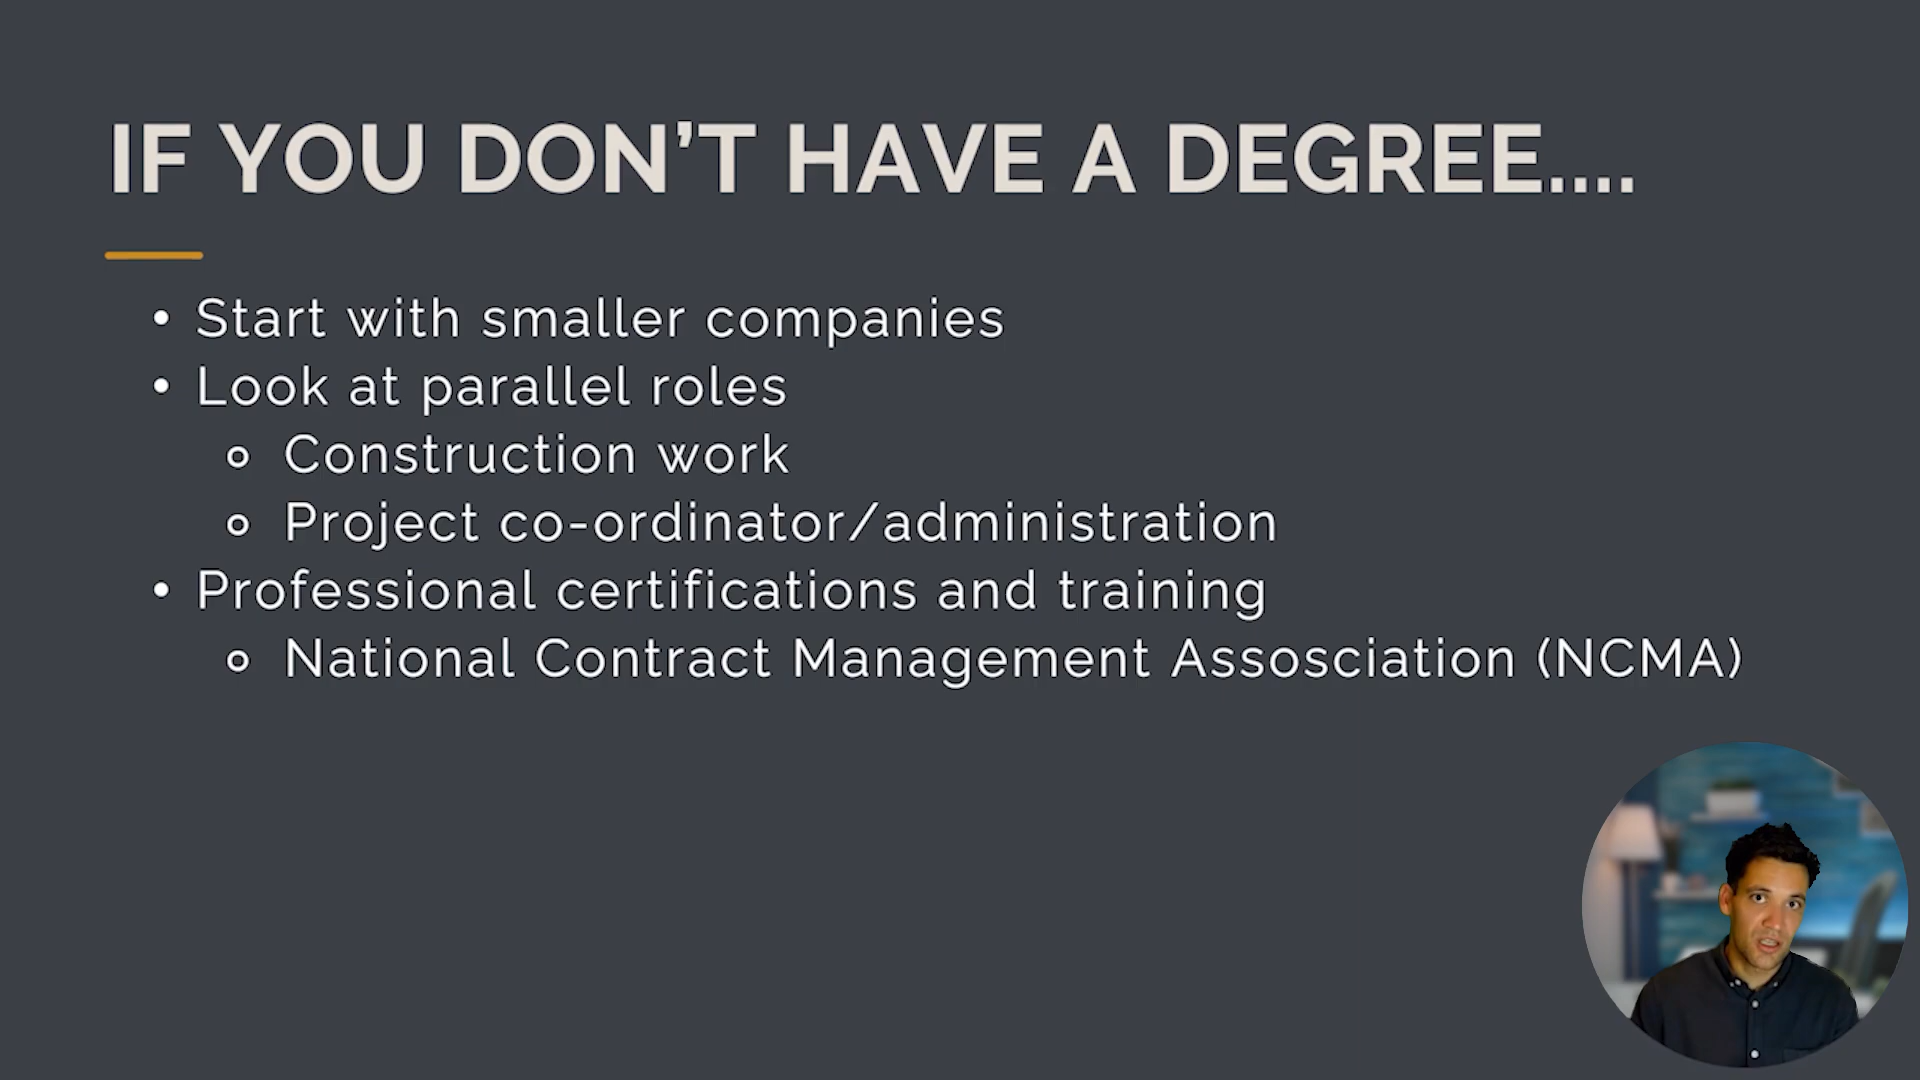 IF YOU DON’T HAVE A DEGREE....
• Start with smaller companies
• Look at parallel roles
◦ Construction work
◦ Project co-ordinator/administration
• Professional certifications and training
◦ National Contract Management Assosciation (NCMA)